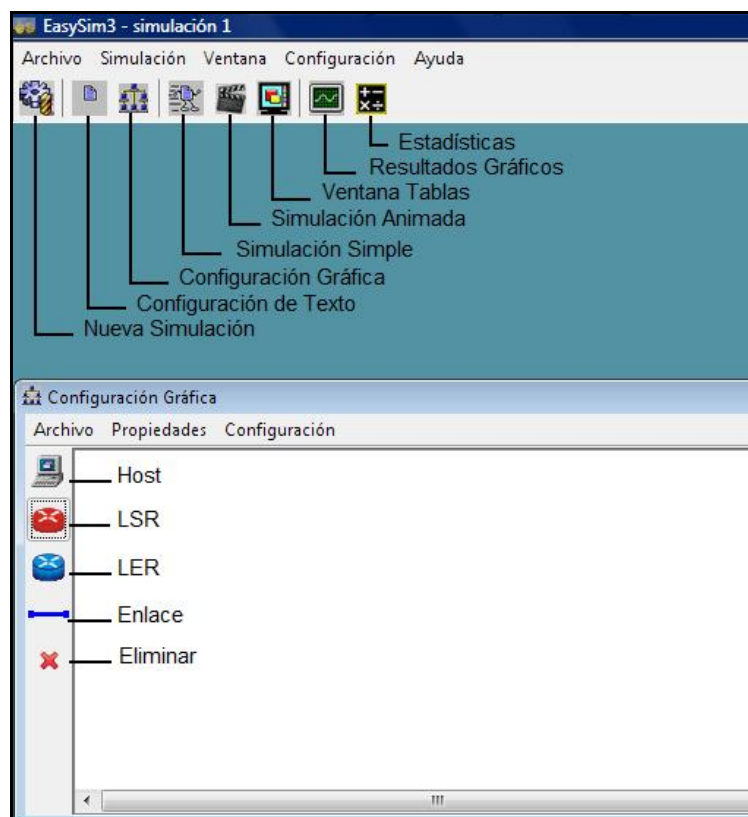 EasySim3 - simulación 1
Archivo Simulación Ventana Configuración Ayuda
Estadísticas
Resultados Gráficos
Ventana Tablas
Simulación Animada
Simulación Simple
Configuración Gráfica
Configuración de Texto
Nueva Simulación
Configuración Gráfica
Archivo Propiedades Configuración
Host
LSR
LER
Enlace
Eliminar